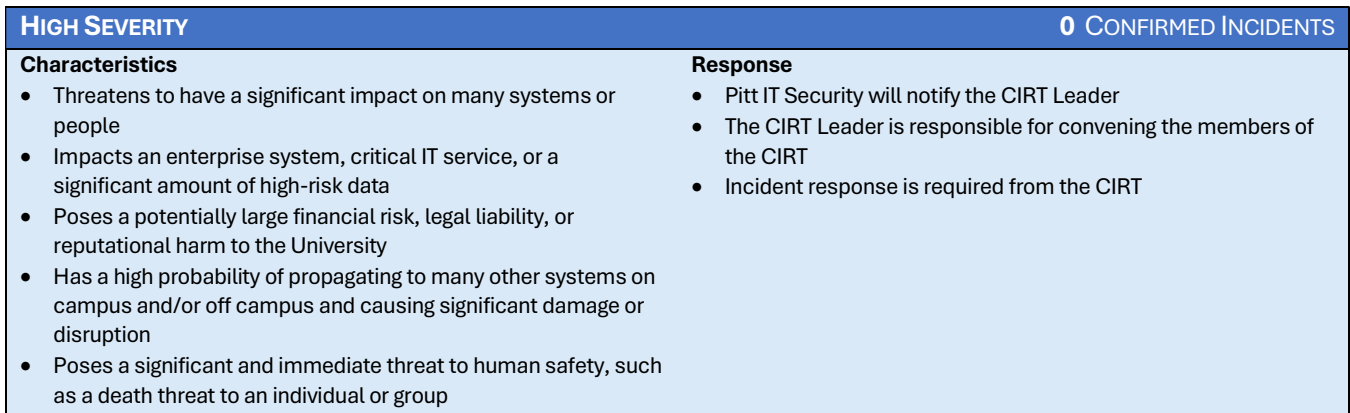 HIGH SEVERITY 0 CONFIRMED INCIDENTS
Characteristics
• Threatens to have a significant impact on many systems or
people
• Impacts an enterprise system, critical IT service, or a
significant amount of high-risk data
• Poses a potentially large financial risk, legal liability, or
reputational harm to the University
• Has a high probability of propagating to many other systems on
campus and/or off campus and causing significant damage or
disruption
• Poses a significant and immediate threat to human safety, such
as a death threat to an individual or group
Response
• Pitt IT Security will notify the CIRT Leader
• The CIRT Leader is responsible for convening the members of
the CIRT
• Incident response is required from the CIRT